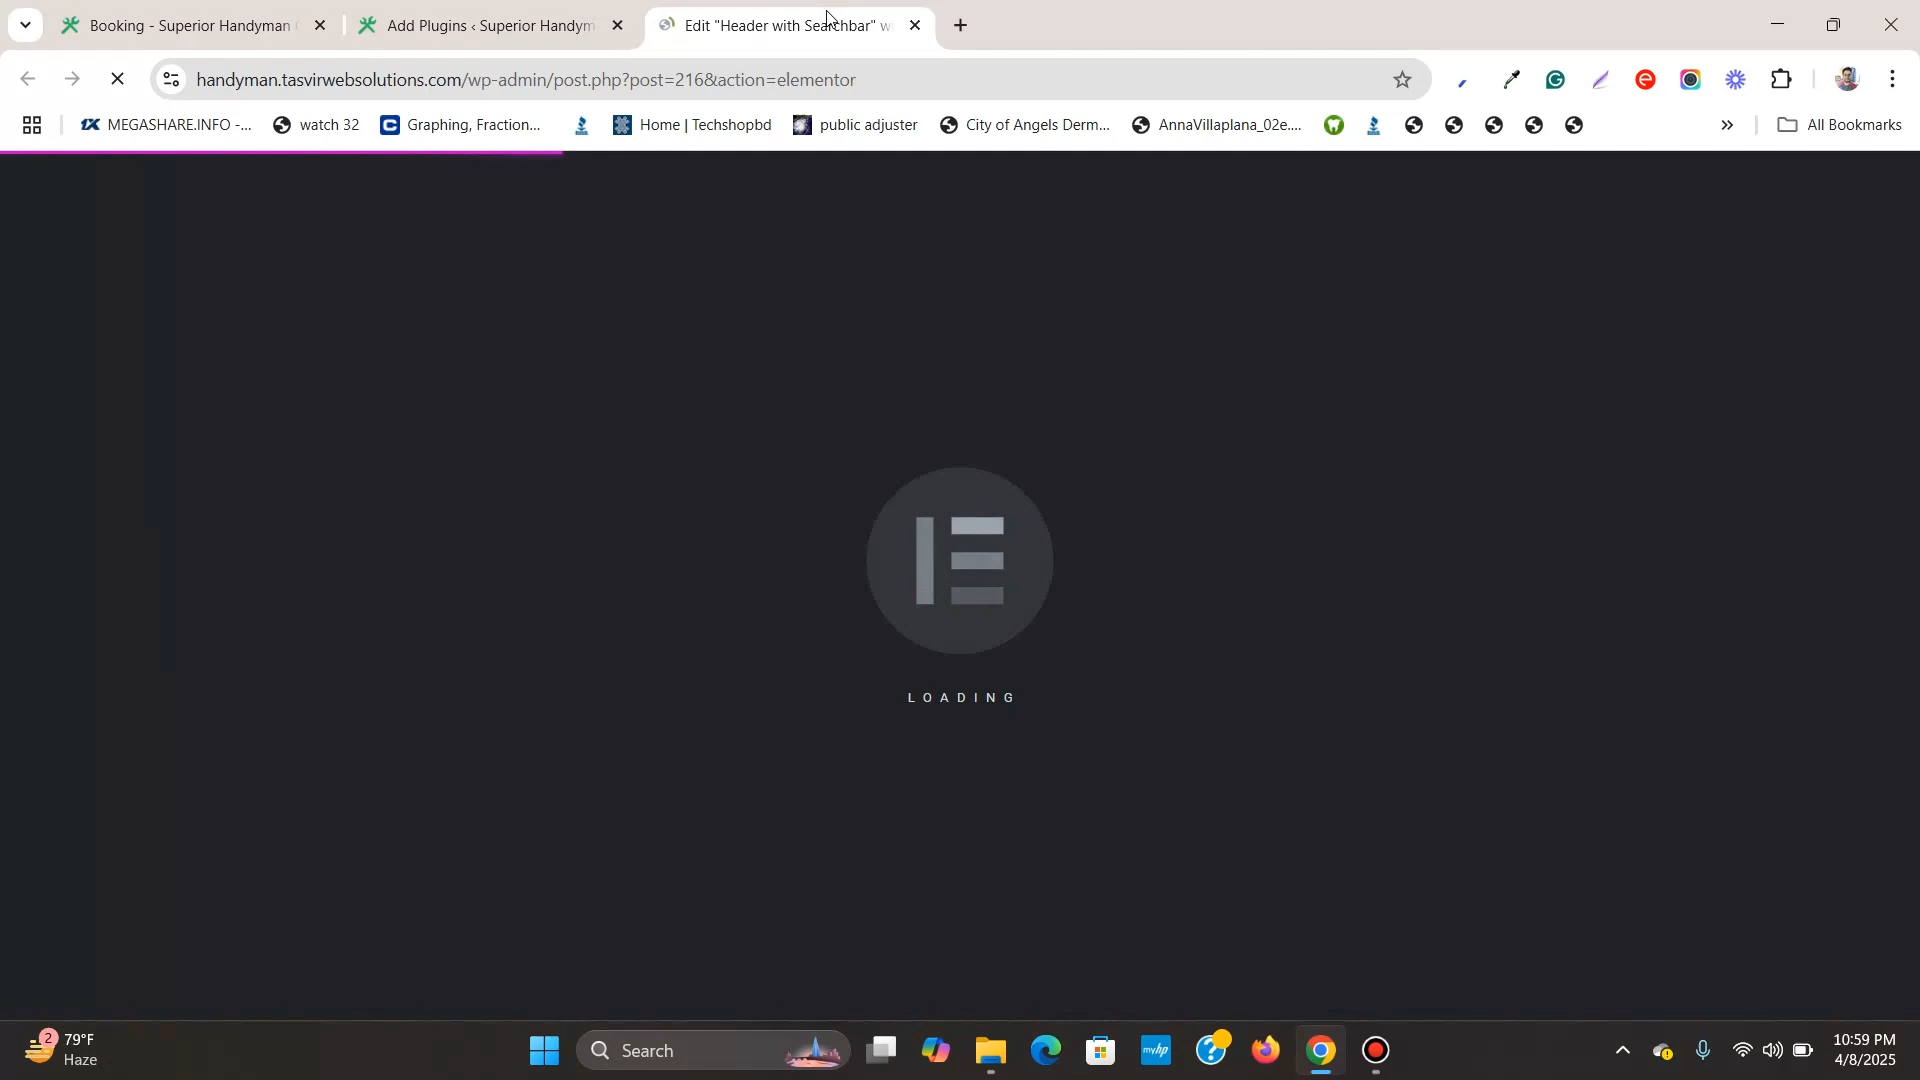 Booking - Superior Handyman
Add Plugins ‹ Superior Handym
Edit "Header with Searchbar" w
handyman.tasvirwebsolutions.com/wp-admin/post.php?post=216&action=elementor
MEGASHARE.INFO -...
watch 32
Graphing, Fraction...
Home | Techshopbd
public adjuster
City of Angels Derm...
AnnaVillaplana_02e....
All Bookmarks
LOADING
2
79°F
Haze
Search
myhp
10:59 PM
4/8/2025